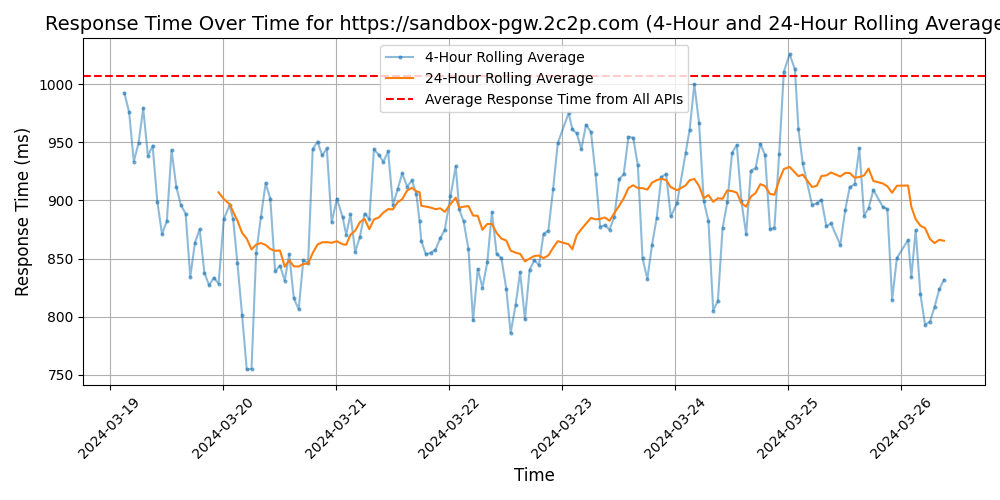 Response Time Over Time for https://sandbox-pgw.2c2p.com (4-Hour and 24-Hour Rolling Average
4-Hour Rolling Average
24-Hour Rolling Average
Average Response Time from All APIs
Response Time (ms)
1000
950
900
850
800
750
2024-03-19
2024-03-20
2024-03-21
2024-03-22
2024-03-23
2024-03-24
2024-03-25
2024-03-26
Time